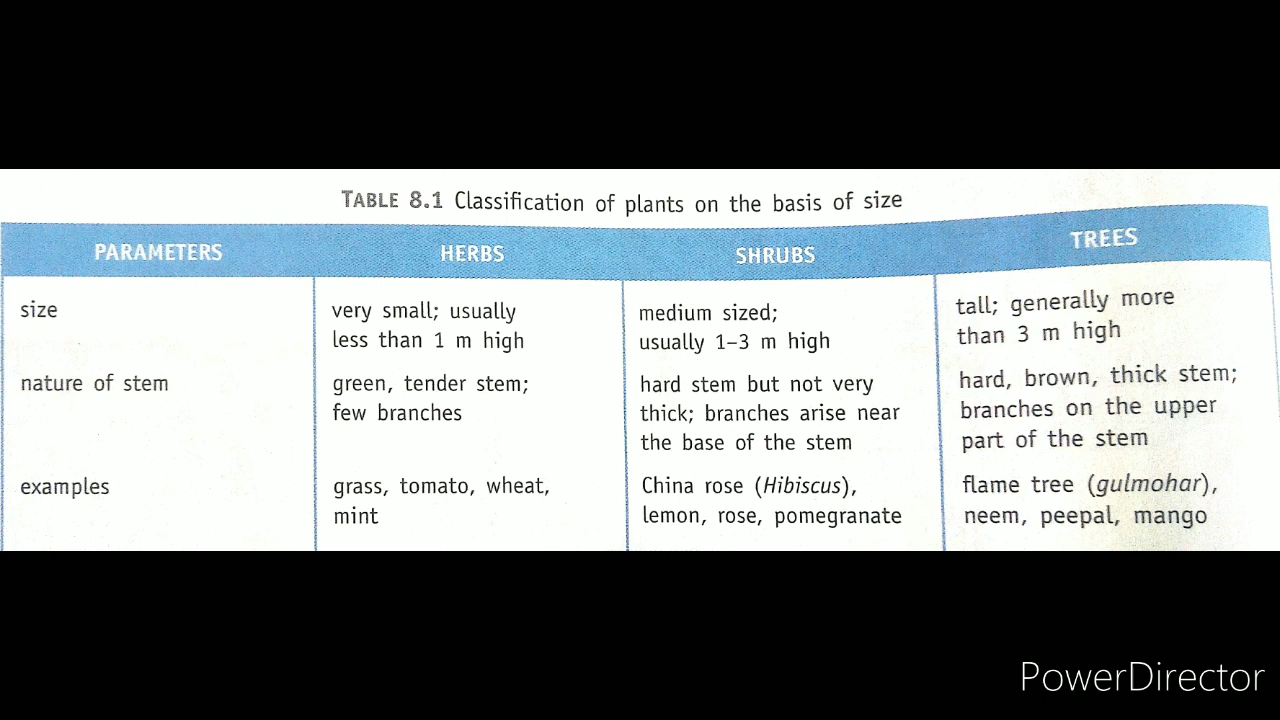 TABLE 8.1 Classification of plants on the basis of size
PARAMETERS HERBS SHRUBS TREES
size
very small; usually
less than 1 m high
medium sized;
usually 1–3 m high
tall; generally more
than 3 m high
nature of stem
green, tender stem;
few branches
hard stem but not very
thick; branches arise near
the base of the stem
hard, brown, thick stem;
branches on the upper
part of the stem
examples
grass, tomato, wheat,
mint
China rose (Hibiscus),
lemon, rose, pomegranate
flame tree (gulmohar),
neem, peepal, mango
PowerDirector